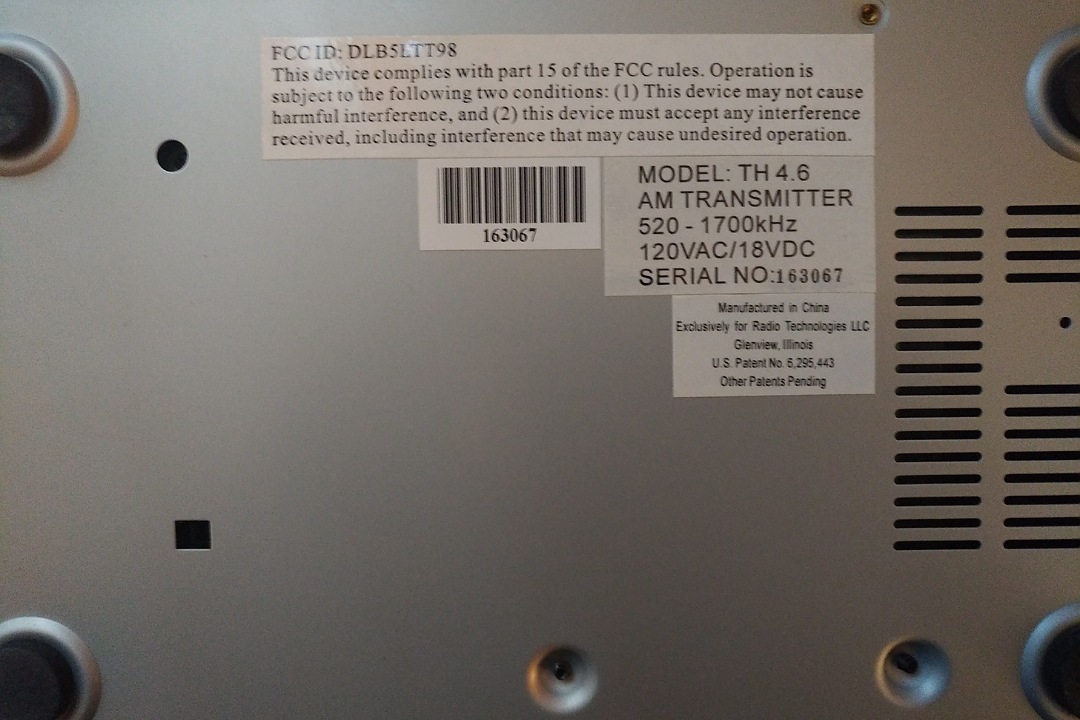 FCC ID: DLB5LTT98
This device complies with part 15 of the FCC rules. Operation is
subject to the following two conditions: (1) This device may not cause
harmful interference, and (2) this device must accept any interference
received, including interference that may cause undesired operation.
163067
MODEL: TH 4.6
AM TRANSMITTER
520 - 1700kHz
120VAC/18VDC
SERIAL NO:163067
Manufactured in China
Exclusively for Radio Technologies LLC
Glenview, Illinois
U.S. Patent No. 6,295,443
Other Patents Pending